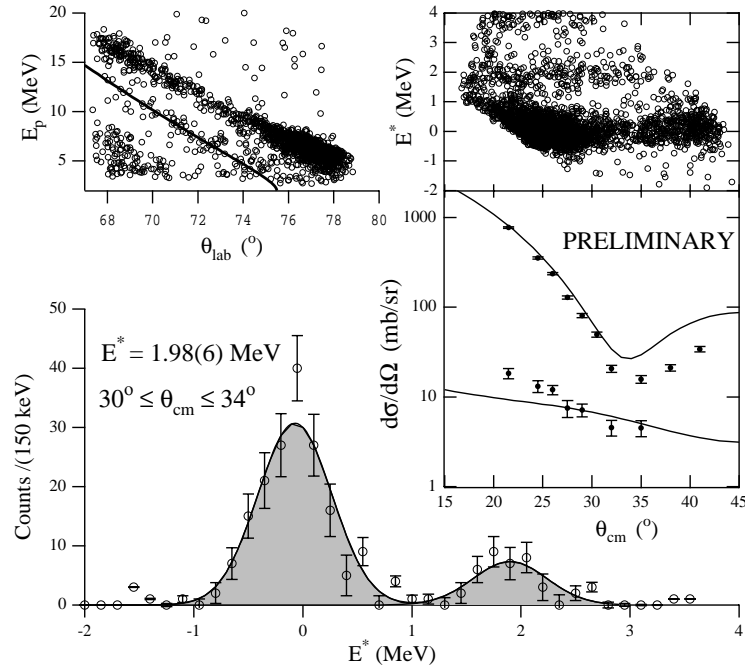 20
15
10
5
E_p (MeV)
68 70 72 74 76 78 80
θ_lab (°)
4
3
2
1
0
-1
-2
E* (MeV)
PRELIMINARY
1000
100
10
1
dσ/dΩ (mb/sr)
15 20 25 30 35 40 45
θ_cm (°)
50
40
30
20
10
0
Counts /(150 keV)
E* = 1.98(6) MeV
30° ≤ θ_cm ≤ 34°
-2 -1 0 1 2 3 4
E* (MeV)